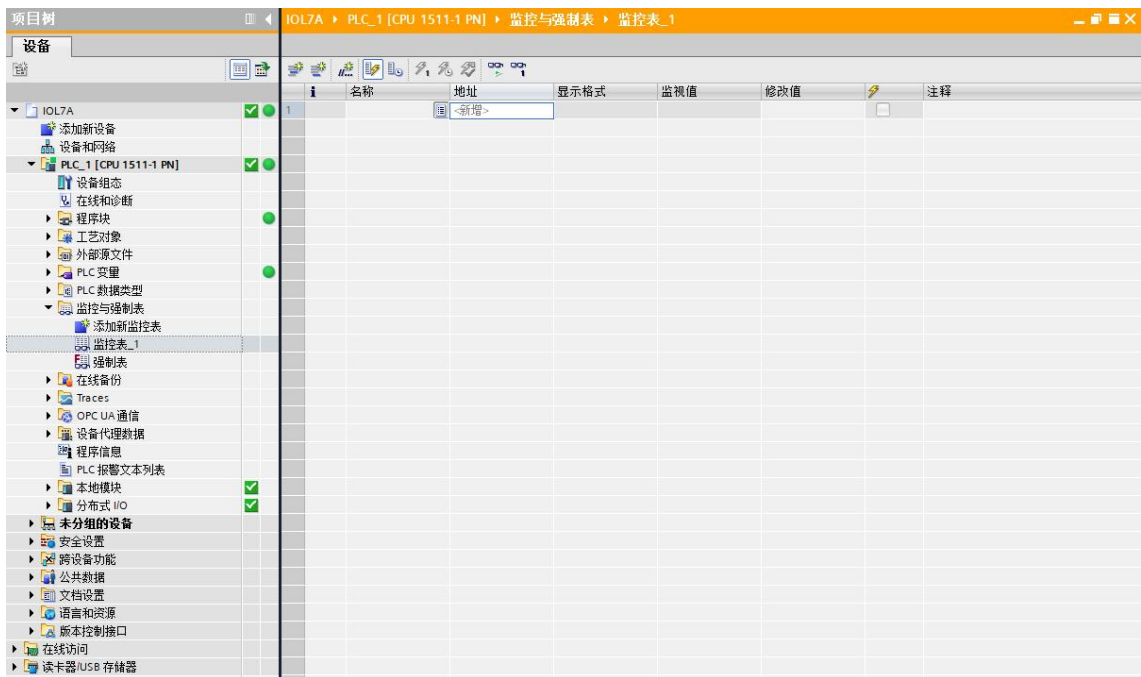 项目树
IOL7A ▸ PLC_1 [CPU 1511-1 PN] ▸ 监控与强制表 ▸ 监控表_1
设备
i 名称 地址 显示格式 监视值 修改值 注释
1 <新增>
IOL7A
添加新设备
设备和网络
PLC_1 [CPU 1511-1 PN]
设备组态
在线和诊断
程序块
工艺对象
外部源文件
PLC 变量
PLC 数据类型
监控与强制表
添加新监控表
监控表_1
强制表
在线备份
Traces
OPC UA 通信
设备代理数据
程序信息
PLC 报警文本列表
本地模块
分布式 I/O
未分组的设备
安全设置
跨设备功能
公共数据
文档设置
语言和资源
版本控制接口
在线访问
读卡器/USB 存储器